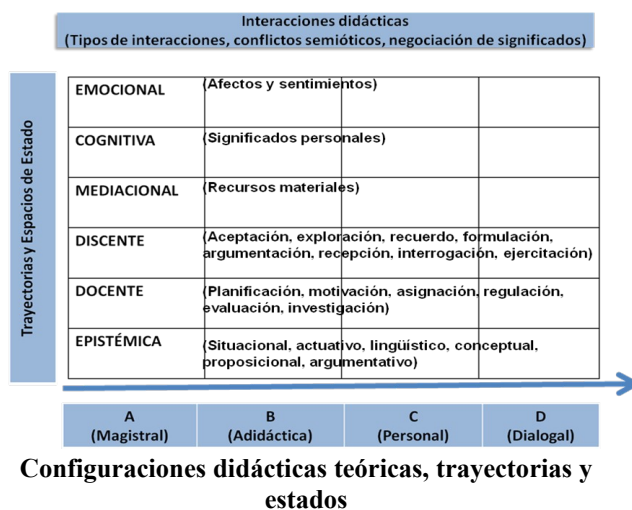 Interacciones didácticas
(Tipos de interacciones, conflictos semióticos, negociación de significados)
Trayectorias y Espacios de Estado
EMOCIONAL
(Afectos y sentimientos)
COGNITIVA
(Significados personales)
MEDIACIONAL
(Recursos materiales)
DISCENTE
(Aceptación, exploración, recuerdo, formulación,
argumentación, recepción, interrogación, ejercitación)
DOCENTE
(Planificación, motivación, asignación, regulación,
evaluación, investigación)
EPISTÉMICA
(Situacional, actuativo, lingüístico, conceptual,
proposicional, argumentativo)
A
(Magistral)
B
(Adidáctica)
C
(Personal)
D
(Dialogal)
Configuraciones didácticas teóricas, trayectorias y
estados